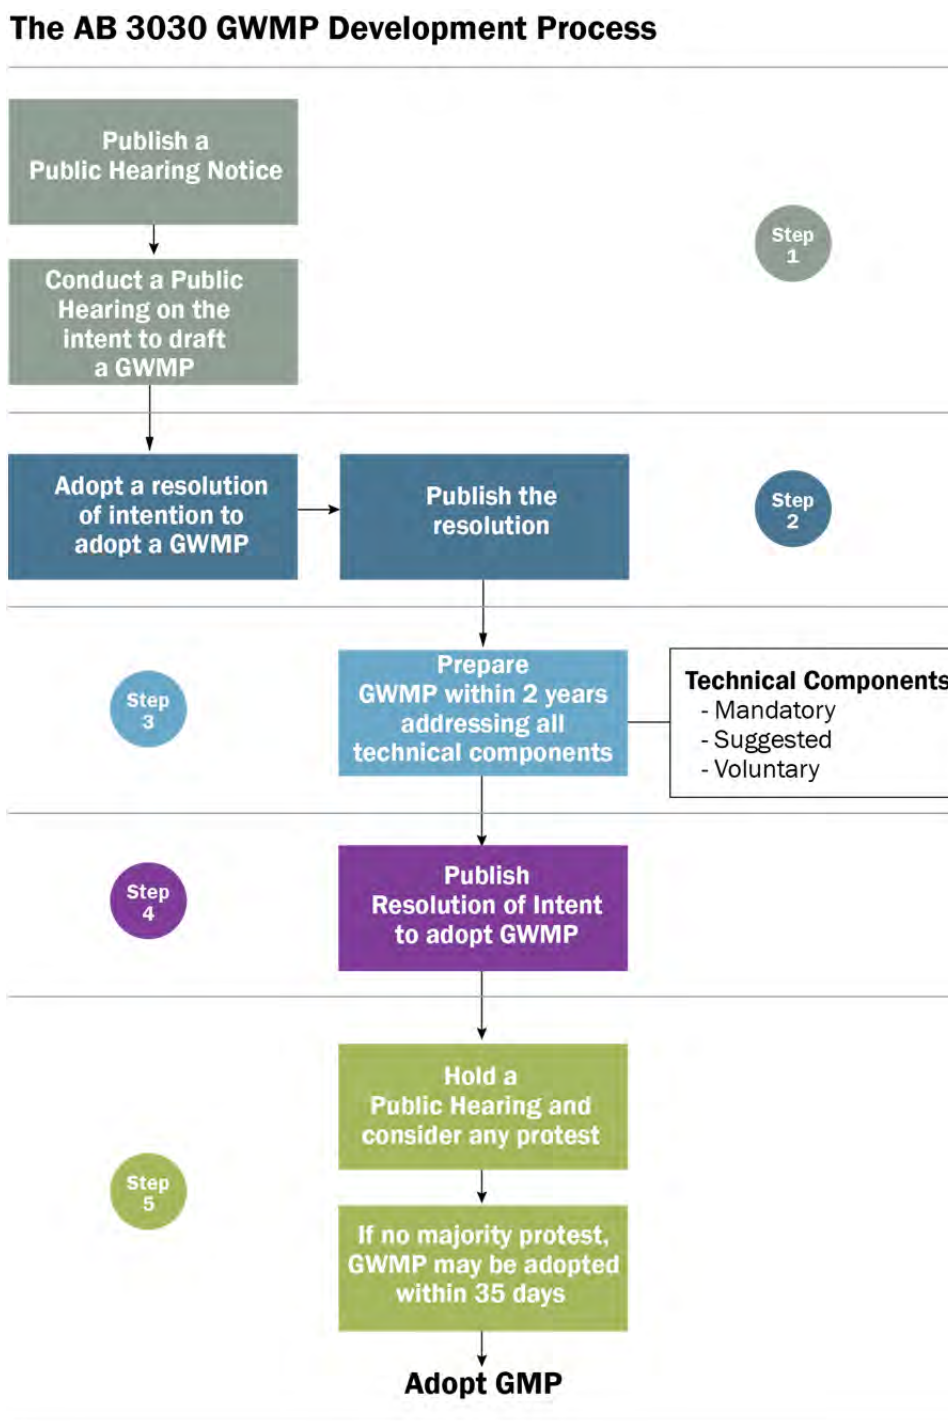 The AB 3030 GWMP Development Process
Publish a
Public Hearing Notice
Step
1
Conduct a Public
Hearing on the
intent to draft
a GWMP
Adopt a resolution
of intention to
adopt a GWMP
Publish the
resolution
Step
2
Step
3
Prepare
GWMP within 2 years
addressing all
technical components
Technical Components
- Mandatory
- Suggested
- Voluntary
Step
4
Publish
Resolution of Intent
to adopt GWMP
Hold a
Public Hearing and
consider any protest
Step
5
If no majority protest,
GWMP may be adopted
within 35 days
Adopt GMP